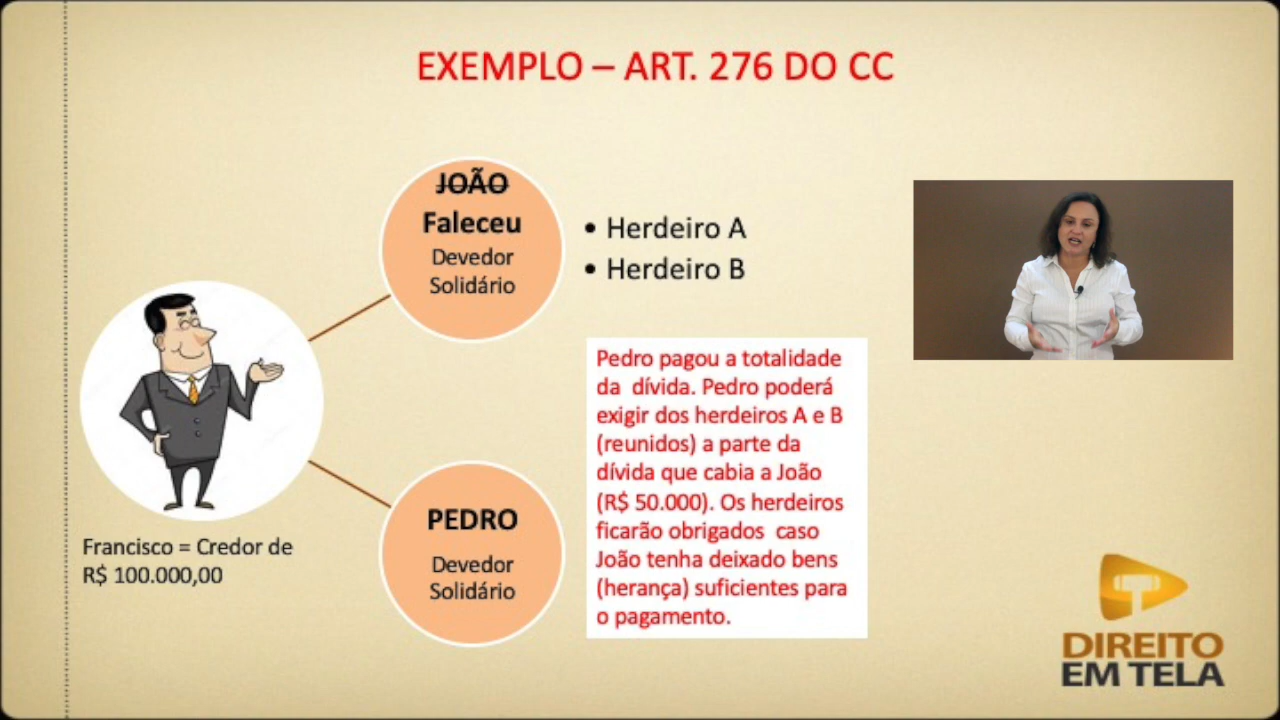 EXEMPLO – ART. 276 DO CC
JOÃO
Faleceu
Devedor
Solidário
• Herdeiro A
• Herdeiro B
Francisco = Credor de
R$ 100.000,00
PEDRO
Devedor
Solidário
Pedro pagou a totalidade
da dívida. Pedro poderá
exigir dos herdeiros A e B
(reunidos) a parte da
dívida que cabia a João
(R$ 50.000). Os herdeiros
ficarão obrigados caso
João tenha deixado bens
(herança) suficientes para
o pagamento.
DIREITO
EM TELA